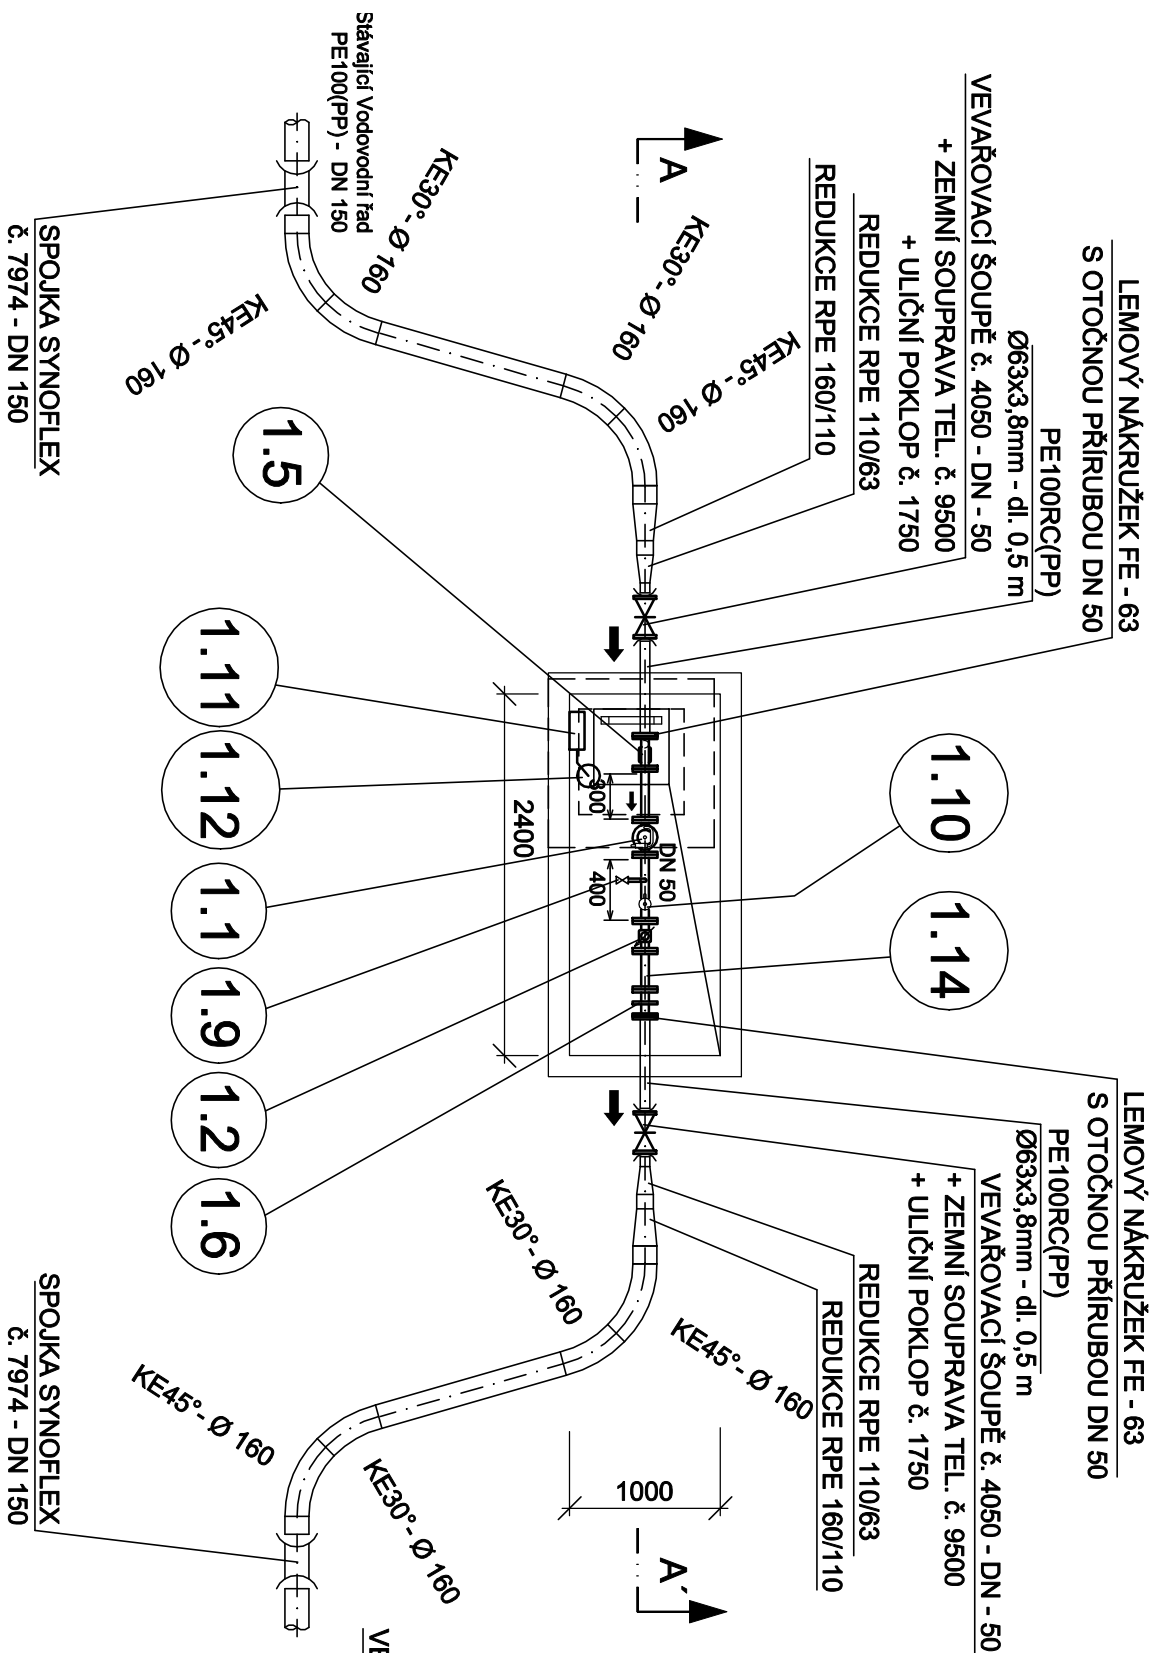 LEMOVÝ NÁKRUŽEK FE - 63
S OTOČNOU PŘÍRUBOU DN 50
PE100RC(PP)
Ø63x3,8mm - dl. 0,5 m
VEVAŘOVACÍ ŠOUPĚ č. 4050 - DN - 50
+ ZEMNÍ SOUPRAVA TEL. č. 9500
+ ULIČNÍ POKLOP č. 1750
REDUKCE RPE 110/63
REDUKCE RPE 160/110
LEMOVÝ NÁKRUŽEK FE - 63
S OTOČNOU PŘÍRUBOU DN 50
PE100RC(PP)
Ø63x3,8mm - dl. 0,5 m
VEVAŘOVACÍ ŠOUPĚ č. 4050 - DN - 50
+ ZEMNÍ SOUPRAVA TEL. č. 9500
+ ULIČNÍ POKLOP č. 1750
REDUKCE RPE 110/63
REDUKCE RPE 160/110
1.10
1.14
A
A´
KE30°- Ø 160
KE45°- Ø 160
KE45°- Ø 160
1000
DN 50
300
400
2400
Stávající Vodovodní řad
PE100(PP) - DN 150
KE30°- Ø 160
KE45°- Ø 160
KE30°- Ø 160
KE30°- Ø 160
KE45°- Ø 160
1.5
1.11
1.12
1.1
1.9
1.2
1.6
SPOJKA SYNOFLEX
č. 7974 - DN 150
SPOJKA SYNOFLEX
č. 7974 - DN 150